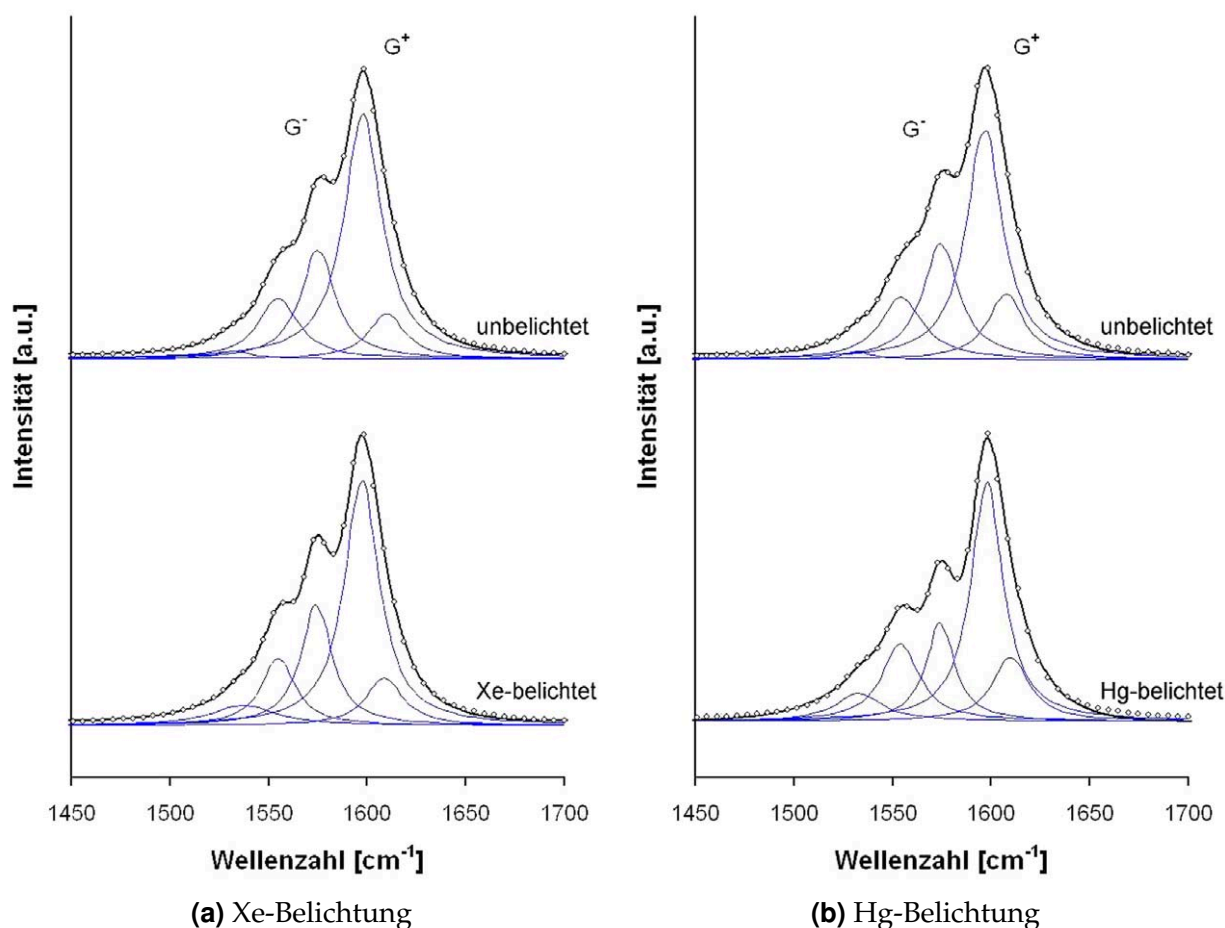 G⁺
G⁻
unbelichtet
Xe-belichtet
Intensität [a.u.]
1450 1500 1550 1600 1650 1700
Wellenzahl [cm⁻¹]
(a) Xe-Belichtung
G⁺
G⁻
unbelichtet
Hg-belichtet
Intensität [a.u.]
1450 1500 1550 1600 1650 1700
Wellenzahl [cm⁻¹]
(b) Hg-Belichtung